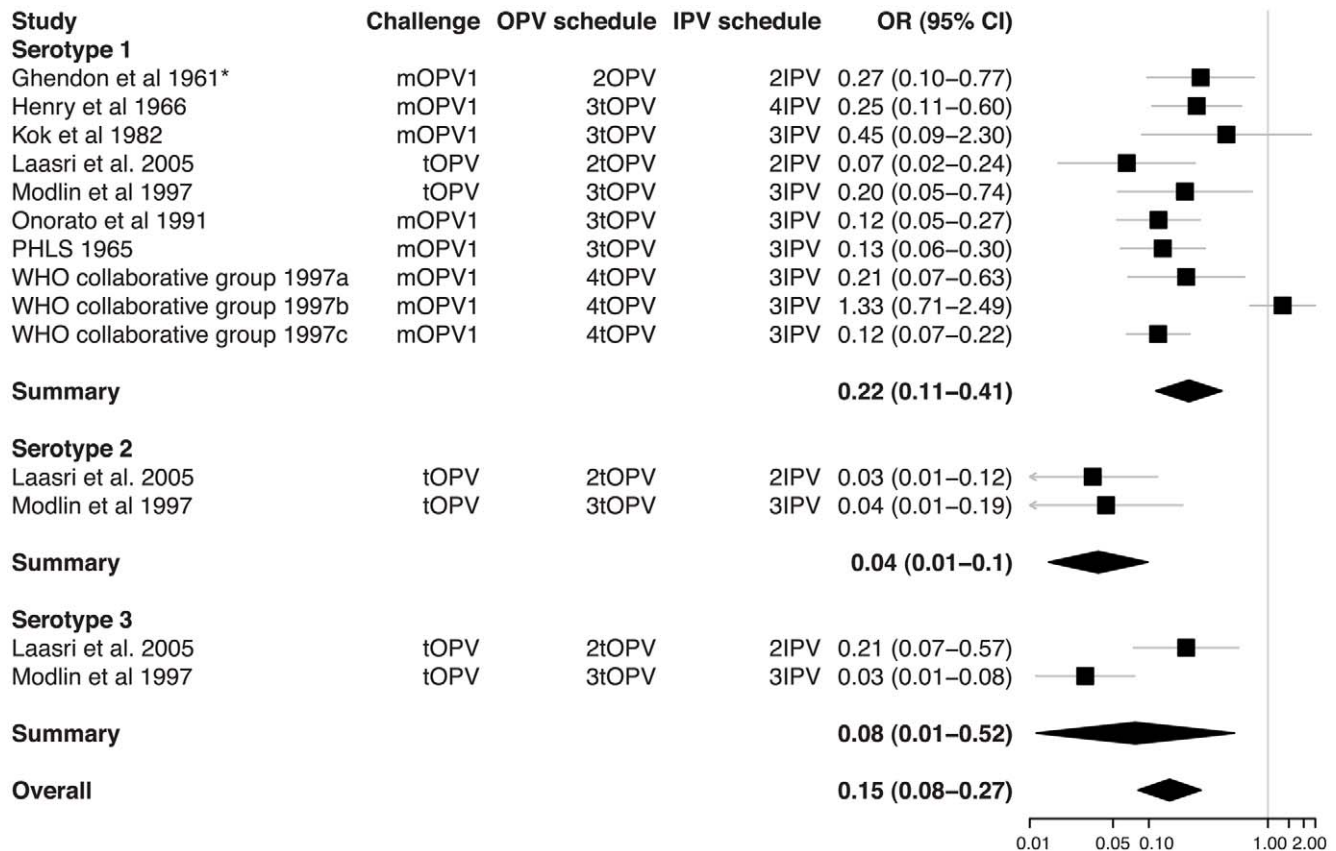 Study Challenge OPV schedule IPV schedule OR (95% CI)
Serotype 1
Ghendon et al 1961* mOPV1 2OPV 2IPV 0.27 (0.10−0.77)
Henry et al 1966 mOPV1 3tOPV 4IPV 0.25 (0.11−0.60)
Kok et al 1982 mOPV1 3tOPV 3IPV 0.45 (0.09−2.30)
Laasri et al. 2005 tOPV 2tOPV 2IPV 0.07 (0.02−0.24)
Modlin et al 1997 tOPV 3tOPV 3IPV 0.20 (0.05−0.74)
Onorato et al 1991 mOPV1 3tOPV 3IPV 0.12 (0.05−0.27)
PHLS 1965 mOPV1 3tOPV 3IPV 0.13 (0.06−0.30)
WHO collaborative group 1997a mOPV1 4tOPV 3IPV 0.21 (0.07−0.63)
WHO collaborative group 1997b mOPV1 4tOPV 3IPV 1.33 (0.71−2.49)
WHO collaborative group 1997c mOPV1 4tOPV 3IPV 0.12 (0.07−0.22)
Summary 0.22 (0.11−0.41)
Serotype 2
Laasri et al. 2005 tOPV 2tOPV 2IPV 0.03 (0.01−0.12)
Modlin et al 1997 tOPV 3tOPV 3IPV 0.04 (0.01−0.19)
Summary 0.04 (0.01−0.1)
Serotype 3
Laasri et al. 2005 tOPV 2tOPV 2IPV 0.21 (0.07−0.57)
Modlin et al 1997 tOPV 3tOPV 3IPV 0.03 (0.01−0.08)
Summary 0.08 (0.01−0.52)
Overall 0.15 (0.08−0.27)
0.01 0.05 0.10 1.00 2.00